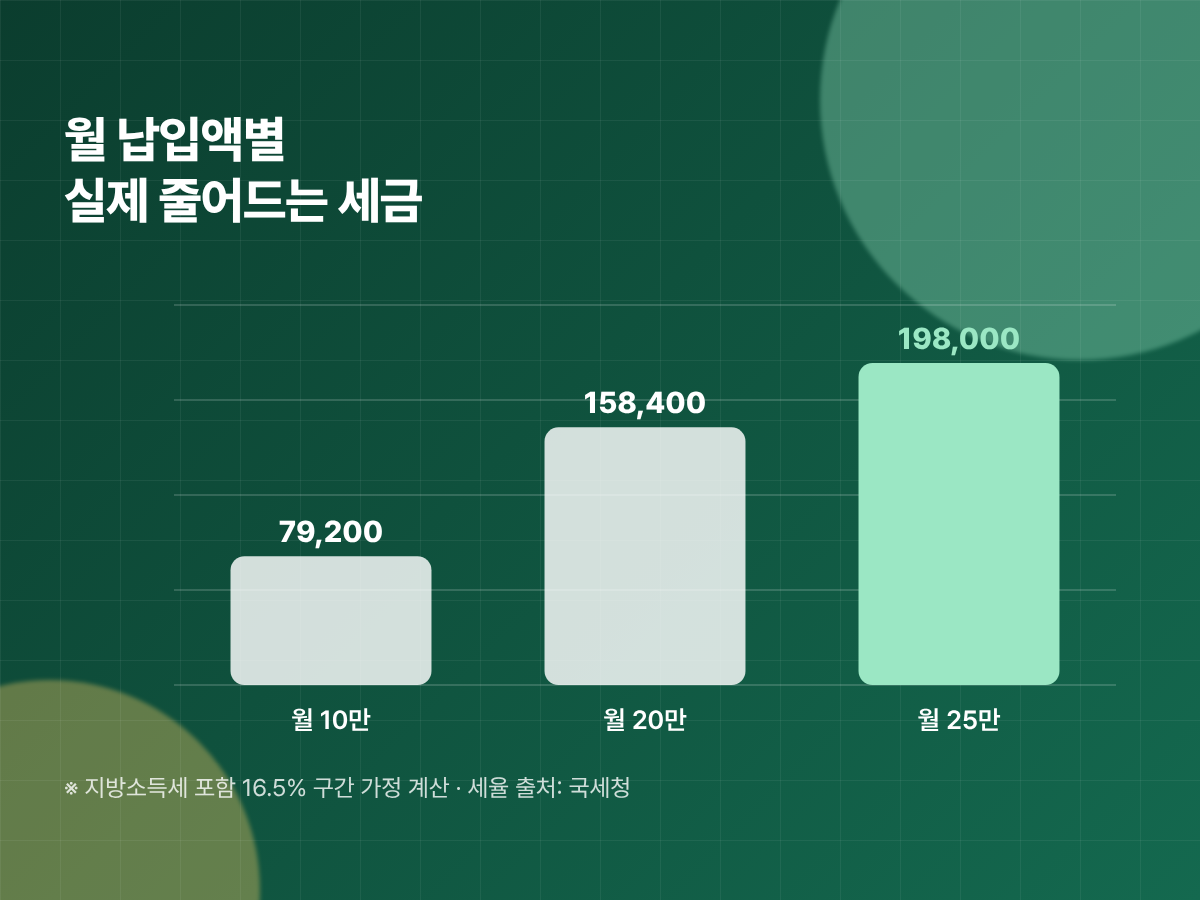 월 납입액별
실제 줄어드는 세금
198,000
158,400
79,200
월 10만
월 20만
월 25만
※ 지방소득세 포함 16.5% 구간 가정 계산 · 세율 출처: 국세청